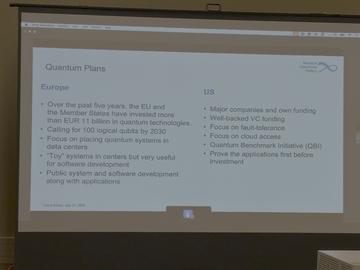 Quantum Plans
Europe
• Over the past five years, the EU and
the Member States have invested more
than EUR 11 billion in quantum technologies.
• Calling for 100 logical qubits by 2030
• Focus on placing quantum systems in
data centers
• "Toy" systems in centers but very useful
for software development
• Public system and software development
along with applications
US
• Major companies and own funding
• Well-backed VC funding
• Focus on fault-tolerance
• Focus on cloud access
• Quantum Benchmark Initiative (QBI)
• Prove the applications first before
investment